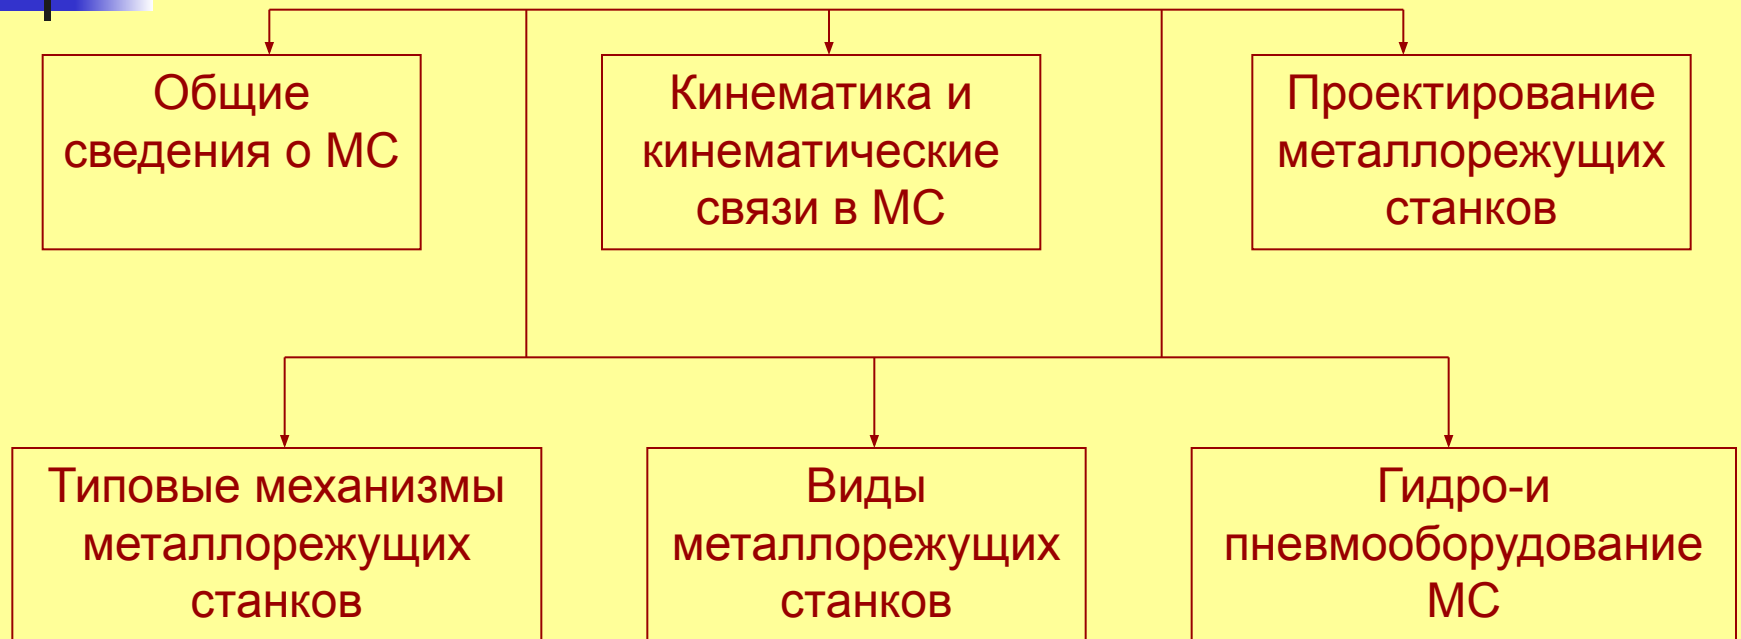 Общие
сведения о МС
Кинематика и
кинематические
связи в МС
Проектирование
металлорежущих
станков
Типовые механизмы
металлорежущих
станков
Виды
металлорежущих
станков
Гидро-и
пневмооборудование
МС